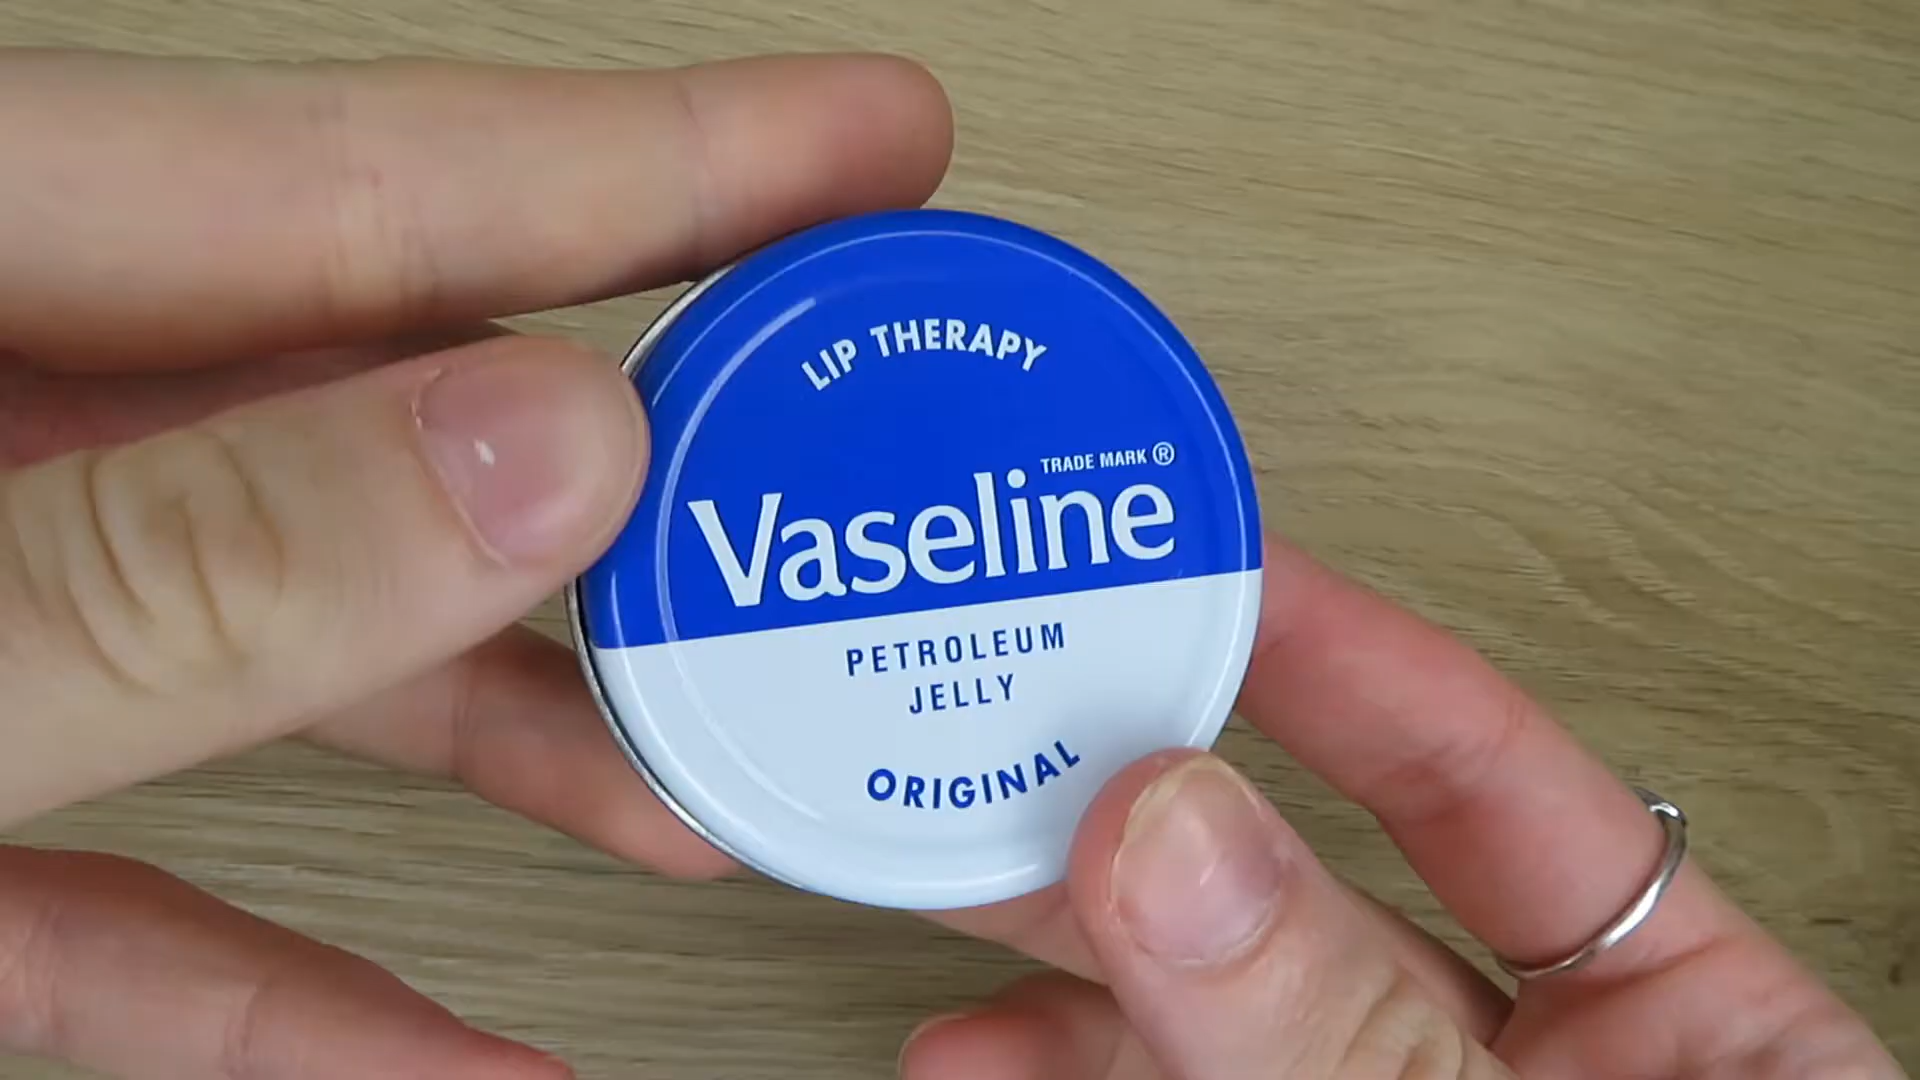 LIP THERAPY
TRADE MARK ®
Vaseline
PETROLEUM
JELLY
ORIGINAL